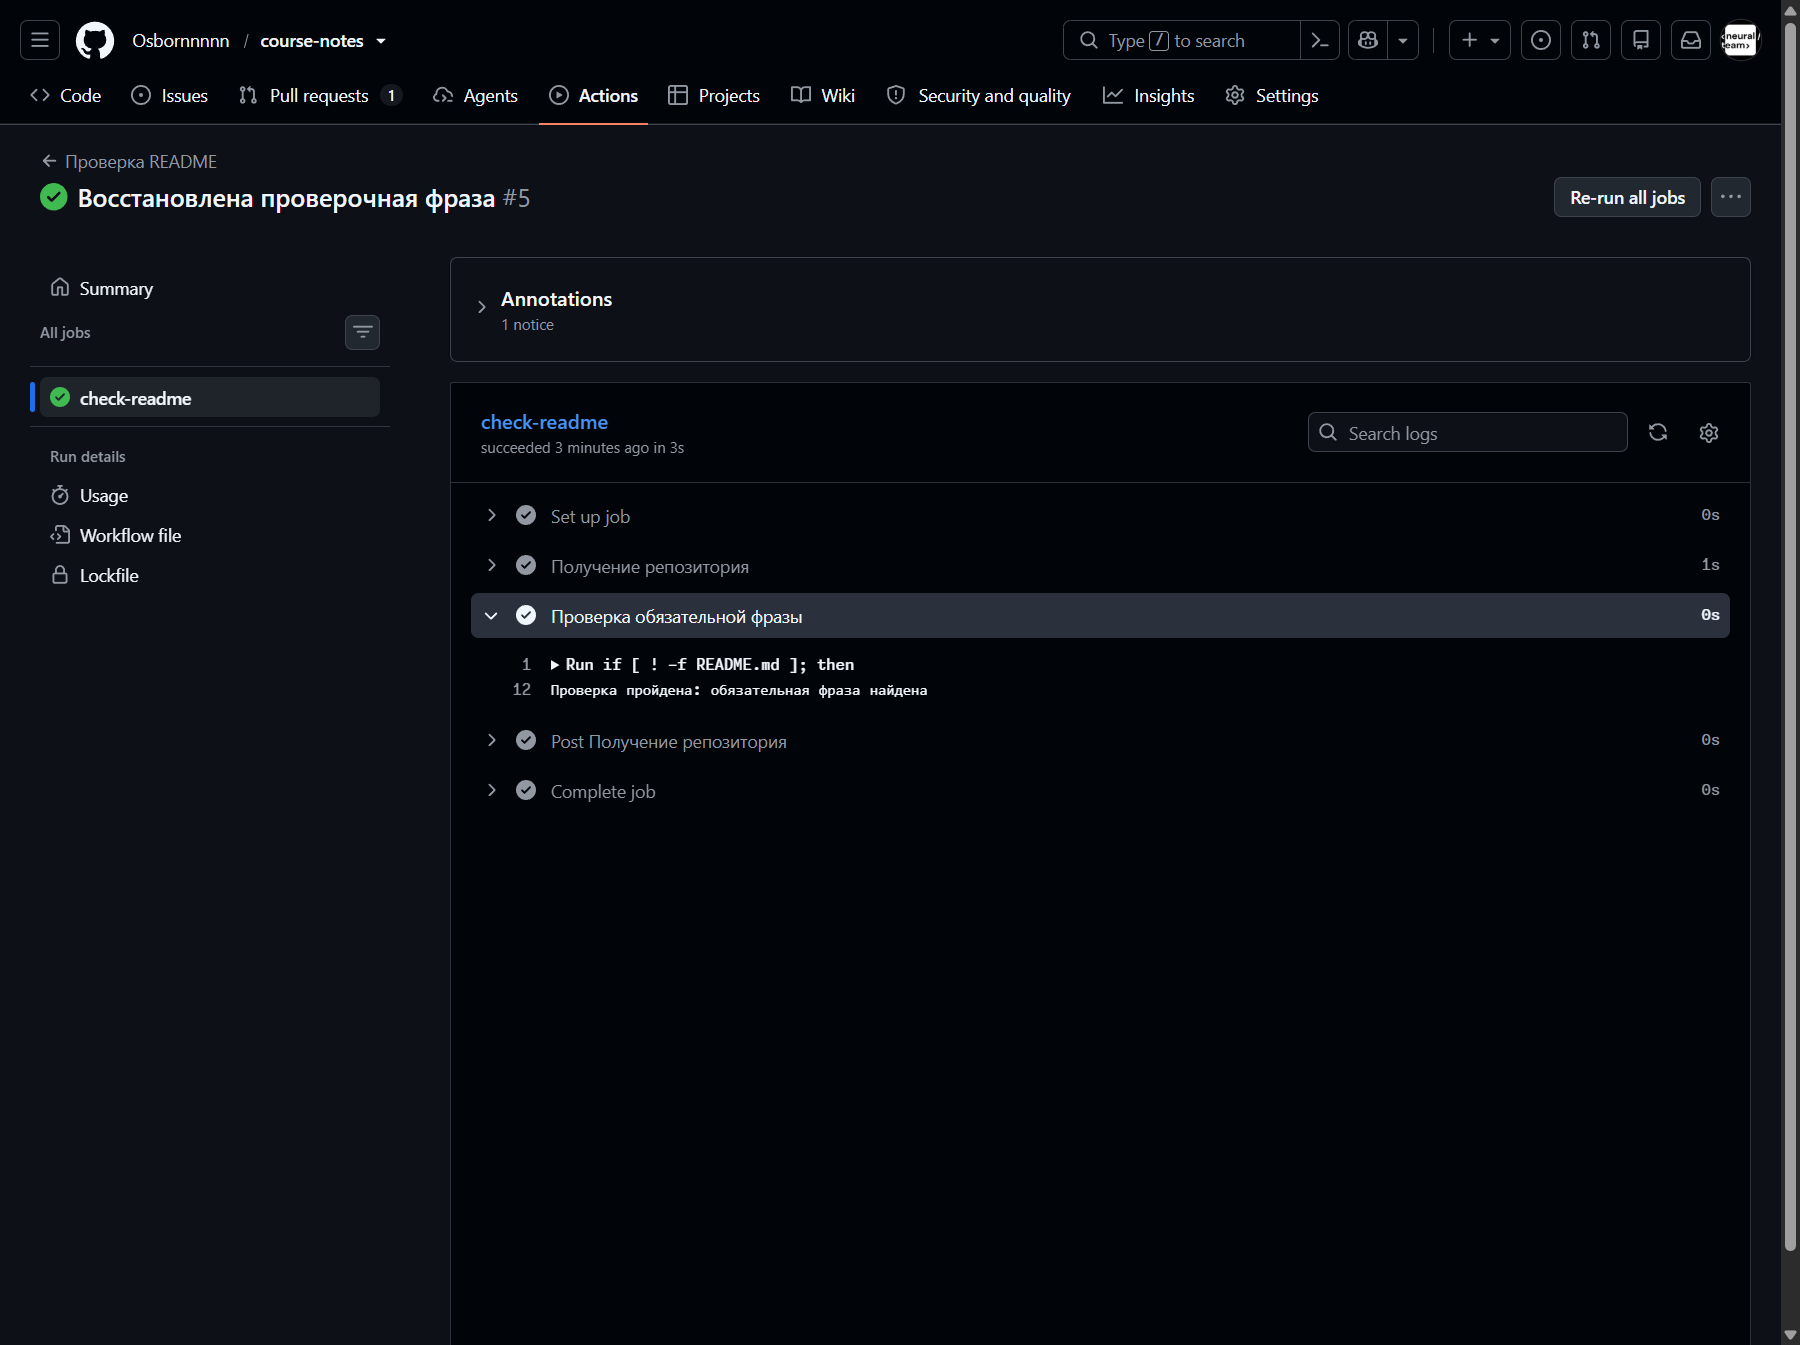 Osbornnnnn / course-notes
Type / to search
neural
team>
Code
Issues
Pull requests 1
Agents
Actions
Projects
Wiki
Security and quality
Insights
Settings
Проверка README
Восстановлена проверочная фраза #5
Re-run all jobs
Summary
All jobs
check-readme
Run details
Usage
Workflow file
Lockfile
Annotations
1 notice
check-readme
succeeded 3 minutes ago in 3s
Search logs
Set up job 0s
Получение репозитория 1s
Проверка обязательной фразы 0s
1 Run if [ ! -f README.md ]; then
12 Проверка пройдена: обязательная фраза найдена
Post Получение репозитория 0s
Complete job 0s